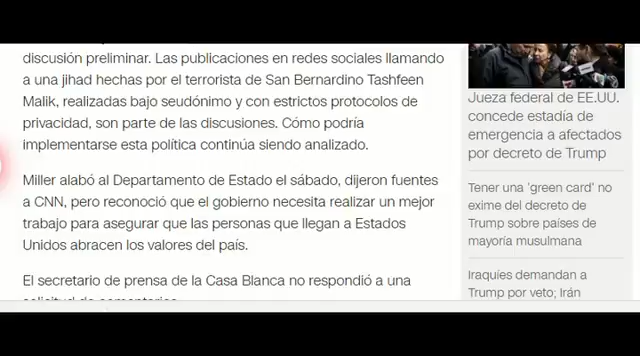 discusión preliminar. Las publicaciones en redes sociales llamando
a una jihad hechas por el terrorista de San Bernardino Tashfeen
Malik, realizadas bajo seudónimo y con estrictos protocolos de
privacidad, son parte de las discusiones. Cómo podría
implementarse esta política continúa siendo analizado.
Miller alabó al Departamento de Estado el sábado, dijeron fuentes
a CNN, pero reconoció que el gobierno necesita realizar un mejor
trabajo para asegurar que las personas que llegan a Estados
Unidos abracen los valores del país.
El secretario de prensa de la Casa Blanca no respondió a una
Jueza federal de EE.UU.
concede estadía de
emergencia a afectados
por decreto de Trump
Tener una 'green card' no
exime del decreto de
Trump sobre países de
mayoría musulmana
Iraquíes demandan a
Trump por veto; Irán